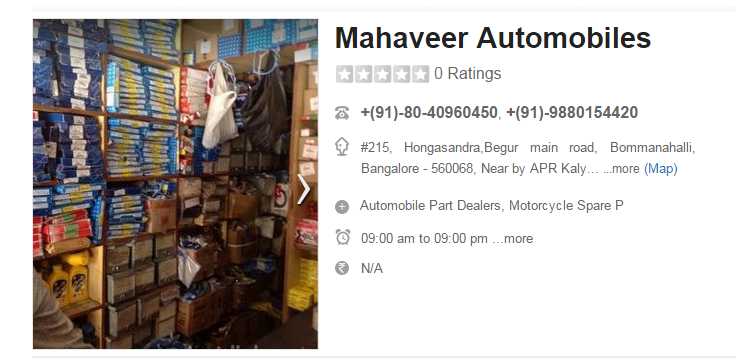 Mahaveer Automobiles
0 Ratings
+(91)-80-40960450, +(91)-9880154420
#215, Hongasandra,Begur main road, Bommanahalli,
Bangalore - 560068, Near by APR Kaly... ...more (Map)
Automobile Part Dealers, Motorcycle Spare P
09:00 am to 09:00 pm ...more
N/A